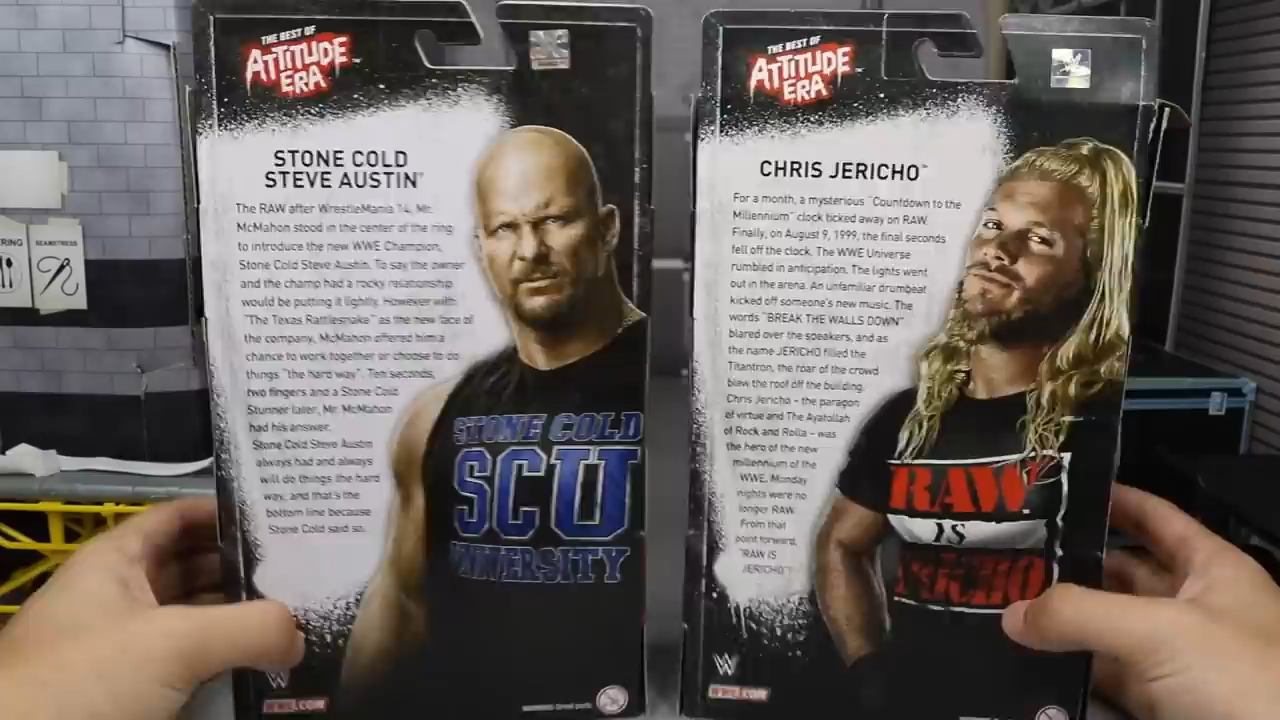 THE BEST OF
ATTITUDE
ERA
STONE COLD
STEVE AUSTIN
The RAW after WrestleMania 14, Mr.
McMahon stood in the center of the ring
to introduce the new WWE Champion,
Stone Cold Steve Austin. To say the owner
and the champ had a rocky relationship
would be putting it lightly. However with
"The Texas Rattlesnake" as the new face of
the company, McMahon offered him a
chance to work together or choose to do
things "the hard way". Ten seconds,
two fingers and a Stone Cold
Stunner later, Mr. McMahon
had his answer.
Stone Cold Steve Austin
always had and always
will do things the hard
way, and that's the
bottom line because
Stone Cold said so.
STONE COLD
SCU
UNIVERSITY
W
WWE.COM
THE BEST OF
ATTITUDE
ERA
CHRIS JERICHO™
For a month, a mysterious "Countdown to the
Millennium" clock ticked away on RAW.
Finally, on August 9, 1999, the final seconds
fell off the clock. The WWE Universe
rumbled in anticipation. The lights went
out in the arena. An unfamiliar drumbeat
kicked off someone's new music. The
words "BREAK THE WALLS DOWN"
blared over the speakers, and as
the name JERICHO filled the
Titantron, the roar of the crowd
blew the roof off the building.
Chris Jericho - the paragon
of virtue and The Ayatollah
of Rock and Rolla - was
the hero of the new
millennium of the
WWE. Monday
nights were no
longer RAW.
From that
point forward,
"RAW IS
JERICHO"!
RAW
IS
JERICHO
W
WWE.COM
RING
SEAMSTRESS